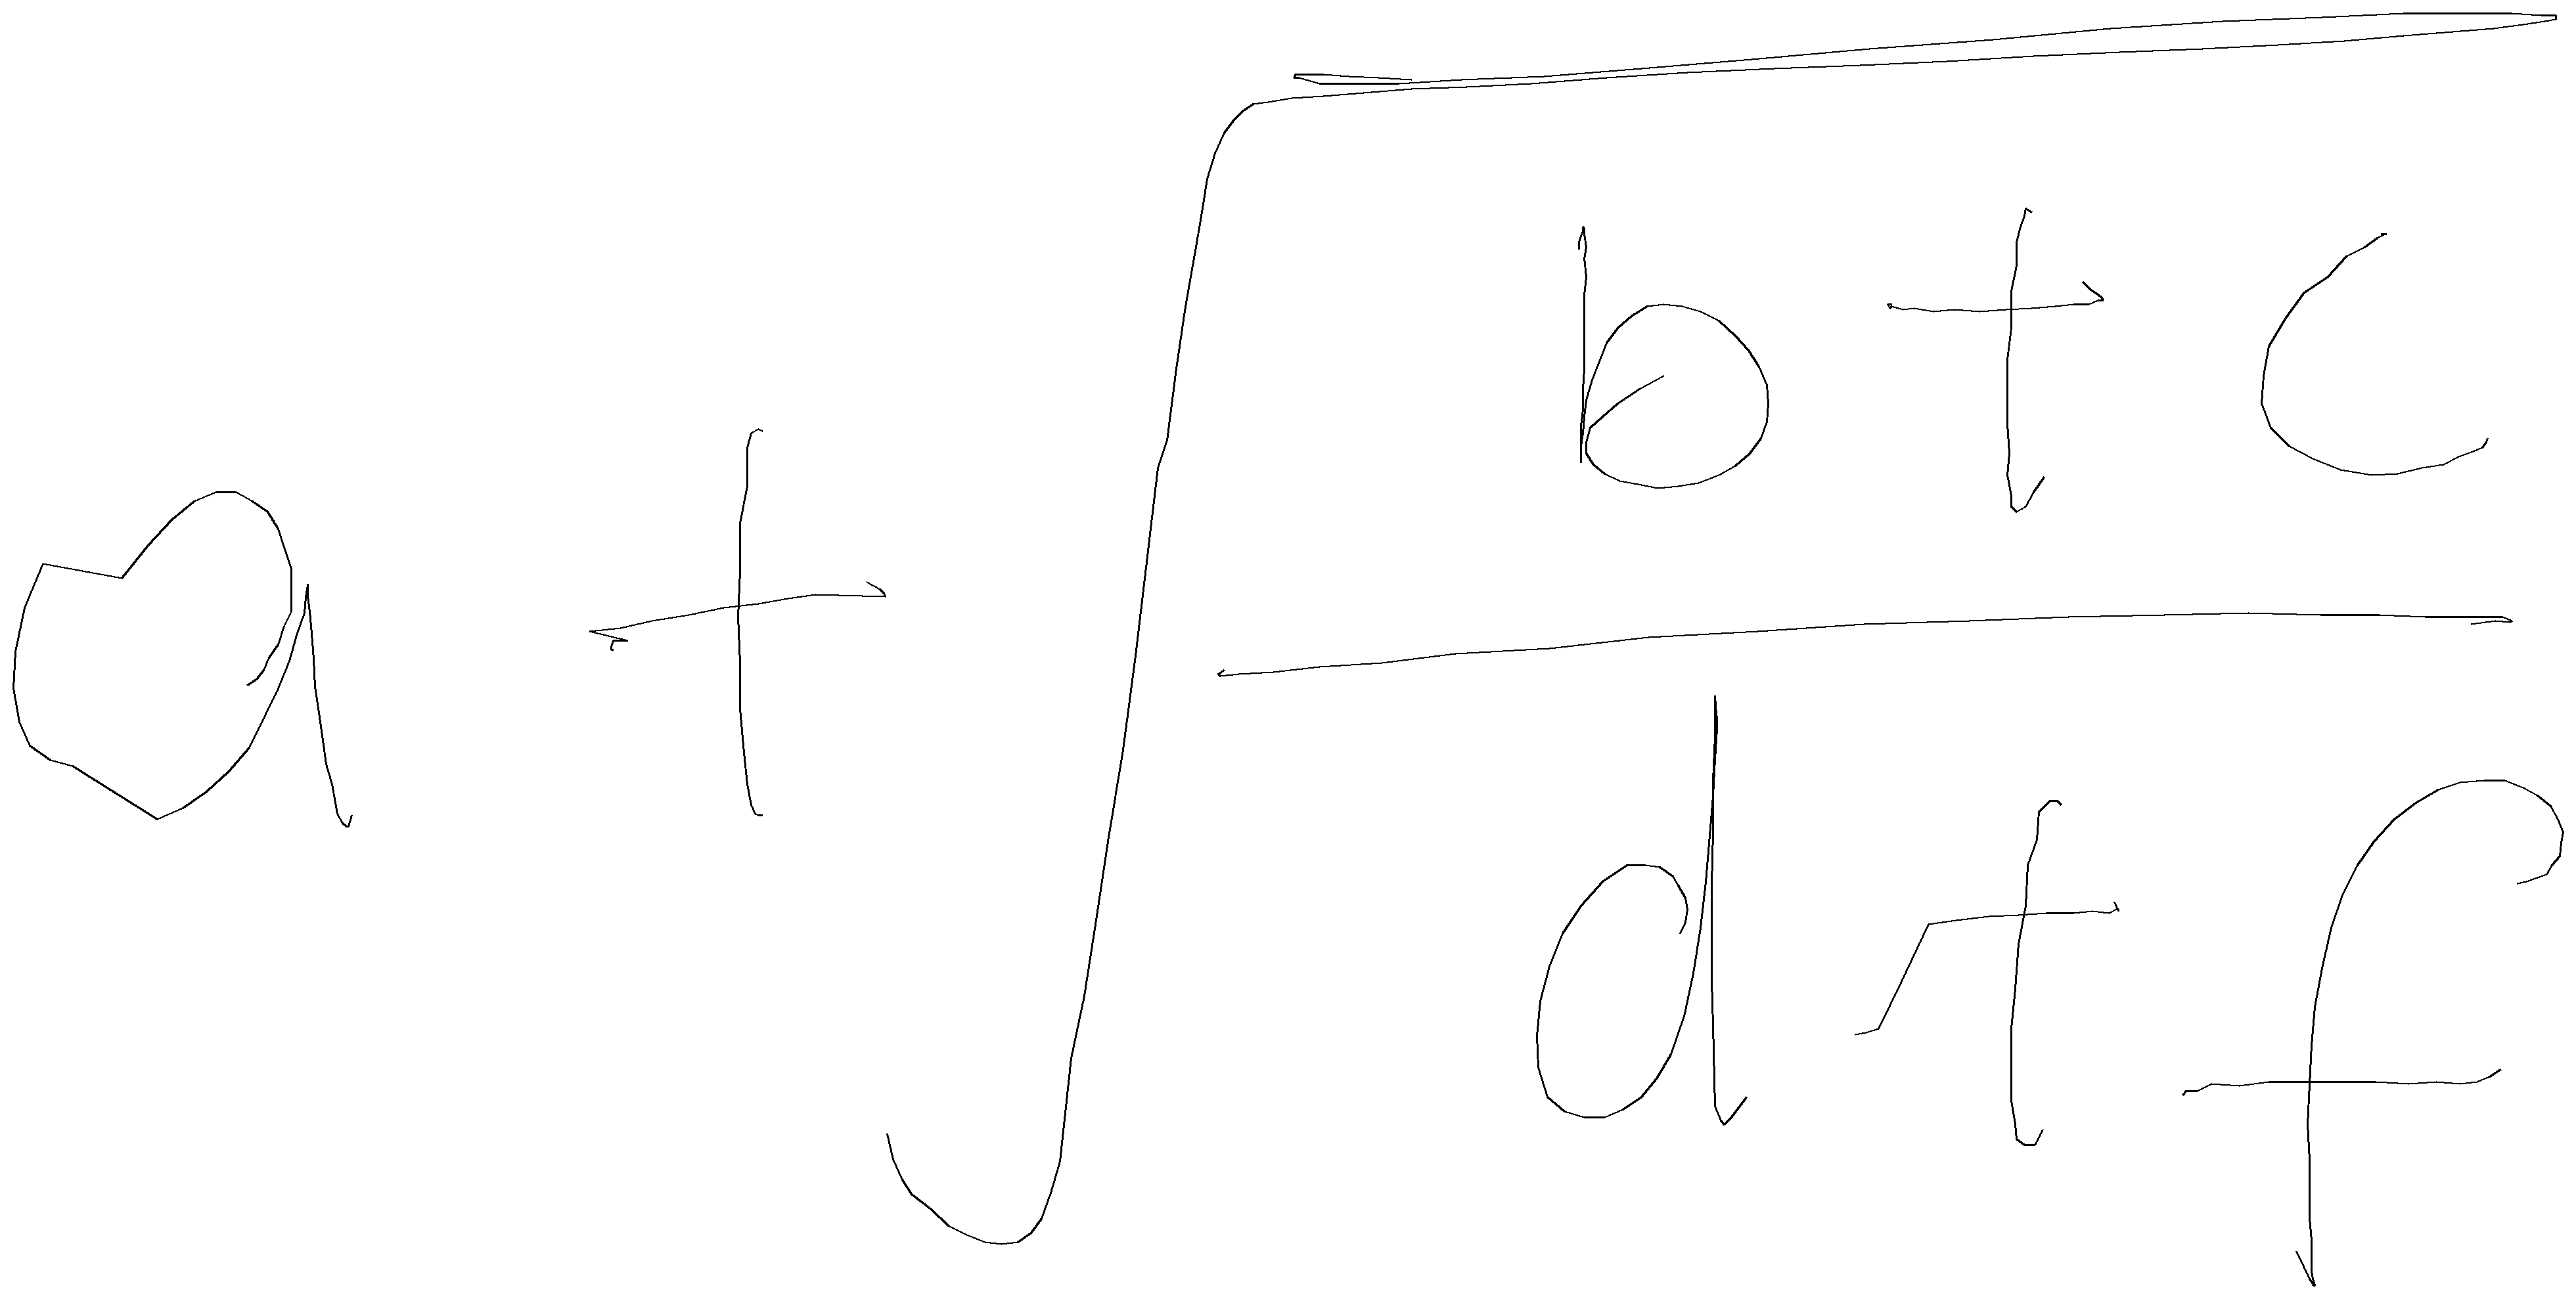 a + \sqrt{\frac{b + c}{d + f}}